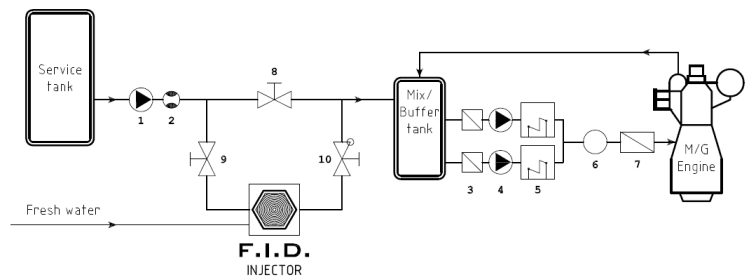 Service
tank
8
Mix/
Buffer
tank
1
2
M/G
Engine
9
10
3
4
5
6
7
Fresh water
F.I.D.
INJECTOR